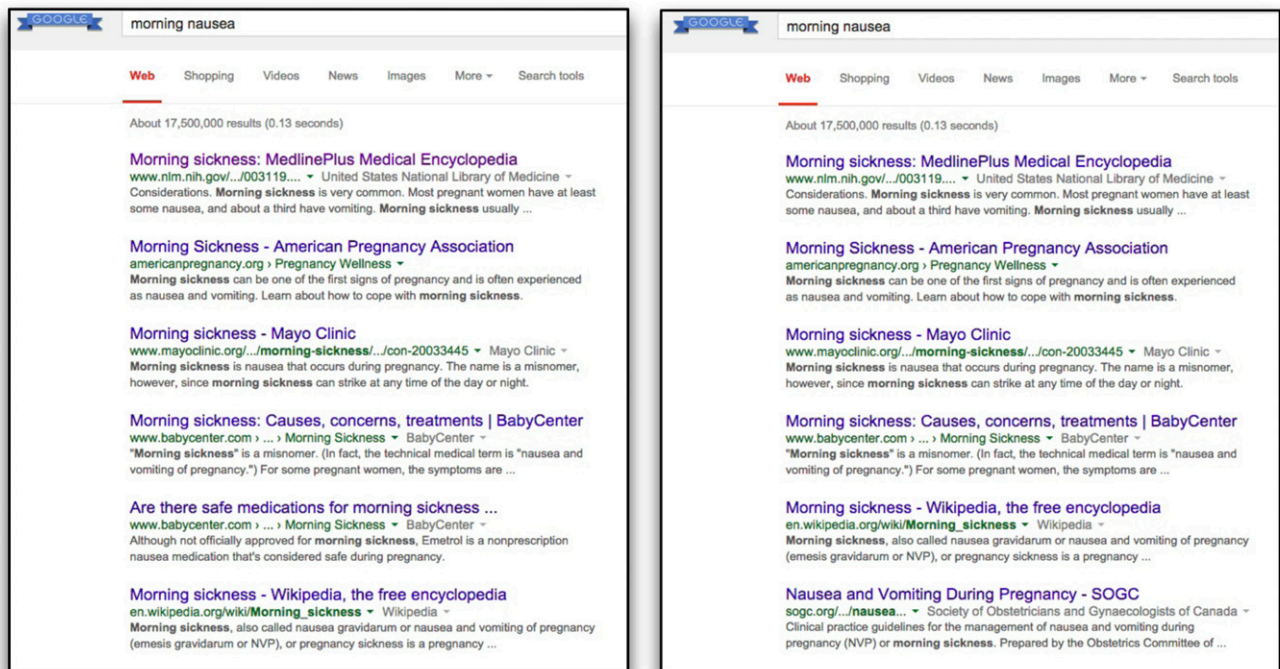 GOOGLE
morning nausea
Web Shopping Videos News Images More Search tools
About 17,500,000 results (0.13 seconds)
Morning sickness: MedlinePlus Medical Encyclopedia
www.nlm.nih.gov/.../003119.... United States National Library of Medicine
Considerations. Morning sickness is very common. Most pregnant women have at least
some nausea, and about a third have vomiting. Morning sickness usually ...
Morning Sickness - American Pregnancy Association
americanpregnancy.org › Pregnancy Wellness
Morning sickness can be one of the first signs of pregnancy and is often experienced
as nausea and vomiting. Learn about how to cope with morning sickness.
Morning sickness - Mayo Clinic
www.mayoclinic.org/.../morning-sickness/.../con-20033445 Mayo Clinic
Morning sickness is nausea that occurs during pregnancy. The name is a misnomer,
however, since morning sickness can strike at any time of the day or night.
Morning sickness: Causes, concerns, treatments | BabyCenter
www.babycenter.com › ... › Morning Sickness BabyCenter
"Morning sickness" is a misnomer. (In fact, the technical medical term is "nausea and
vomiting of pregnancy.") For some pregnant women, the symptoms are ...
Are there safe medications for morning sickness ...
www.babycenter.com › ... › Morning Sickness BabyCenter
Although not officially approved for morning sickness, Emetrol is a nonprescription
nausea medication that's considered safe during pregnancy.
Morning sickness - Wikipedia, the free encyclopedia
en.wikipedia.org/wiki/Morning_sickness Wikipedia
Morning sickness, also called nausea gravidarum or nausea and vomiting of pregnancy
(emesis gravidarum or NVP), or pregnancy sickness is a pregnancy ...
GOOGLE
morning nausea
Web Shopping Videos News Images More Search tools
About 17,500,000 results (0.13 seconds)
Morning sickness: MedlinePlus Medical Encyclopedia
www.nlm.nih.gov/.../003119.... United States National Library of Medicine
Considerations. Morning sickness is very common. Most pregnant women have at least
some nausea, and about a third have vomiting. Morning sickness usually ...
Morning Sickness - American Pregnancy Association
americanpregnancy.org › Pregnancy Wellness
Morning sickness can be one of the first signs of pregnancy and is often experienced
as nausea and vomiting. Learn about how to cope with morning sickness.
Morning sickness - Mayo Clinic
www.mayoclinic.org/.../morning-sickness/.../con-20033445 Mayo Clinic
Morning sickness is nausea that occurs during pregnancy. The name is a misnomer,
however, since morning sickness can strike at any time of the day or night.
Morning sickness: Causes, concerns, treatments | BabyCenter
www.babycenter.com › ... › Morning Sickness BabyCenter
"Morning sickness" is a misnomer. (In fact, the technical medical term is "nausea and
vomiting of pregnancy.") For some pregnant women, the symptoms are ...
Morning sickness - Wikipedia, the free encyclopedia
en.wikipedia.org/wiki/Morning_sickness Wikipedia
Morning sickness, also called nausea gravidarum or nausea and vomiting of pregnancy
(emesis gravidarum or NVP), or pregnancy sickness is a pregnancy ...
Nausea and Vomiting During Pregnancy - SOGC
sogc.org/.../nausea... Society of Obstetricians and Gynaecologists of Canada
Clinical practice guidelines for the management of nausea and vomiting during
pregnancy (NVP) or morning sickness. Prepared by the Obstetrics Committee of ...